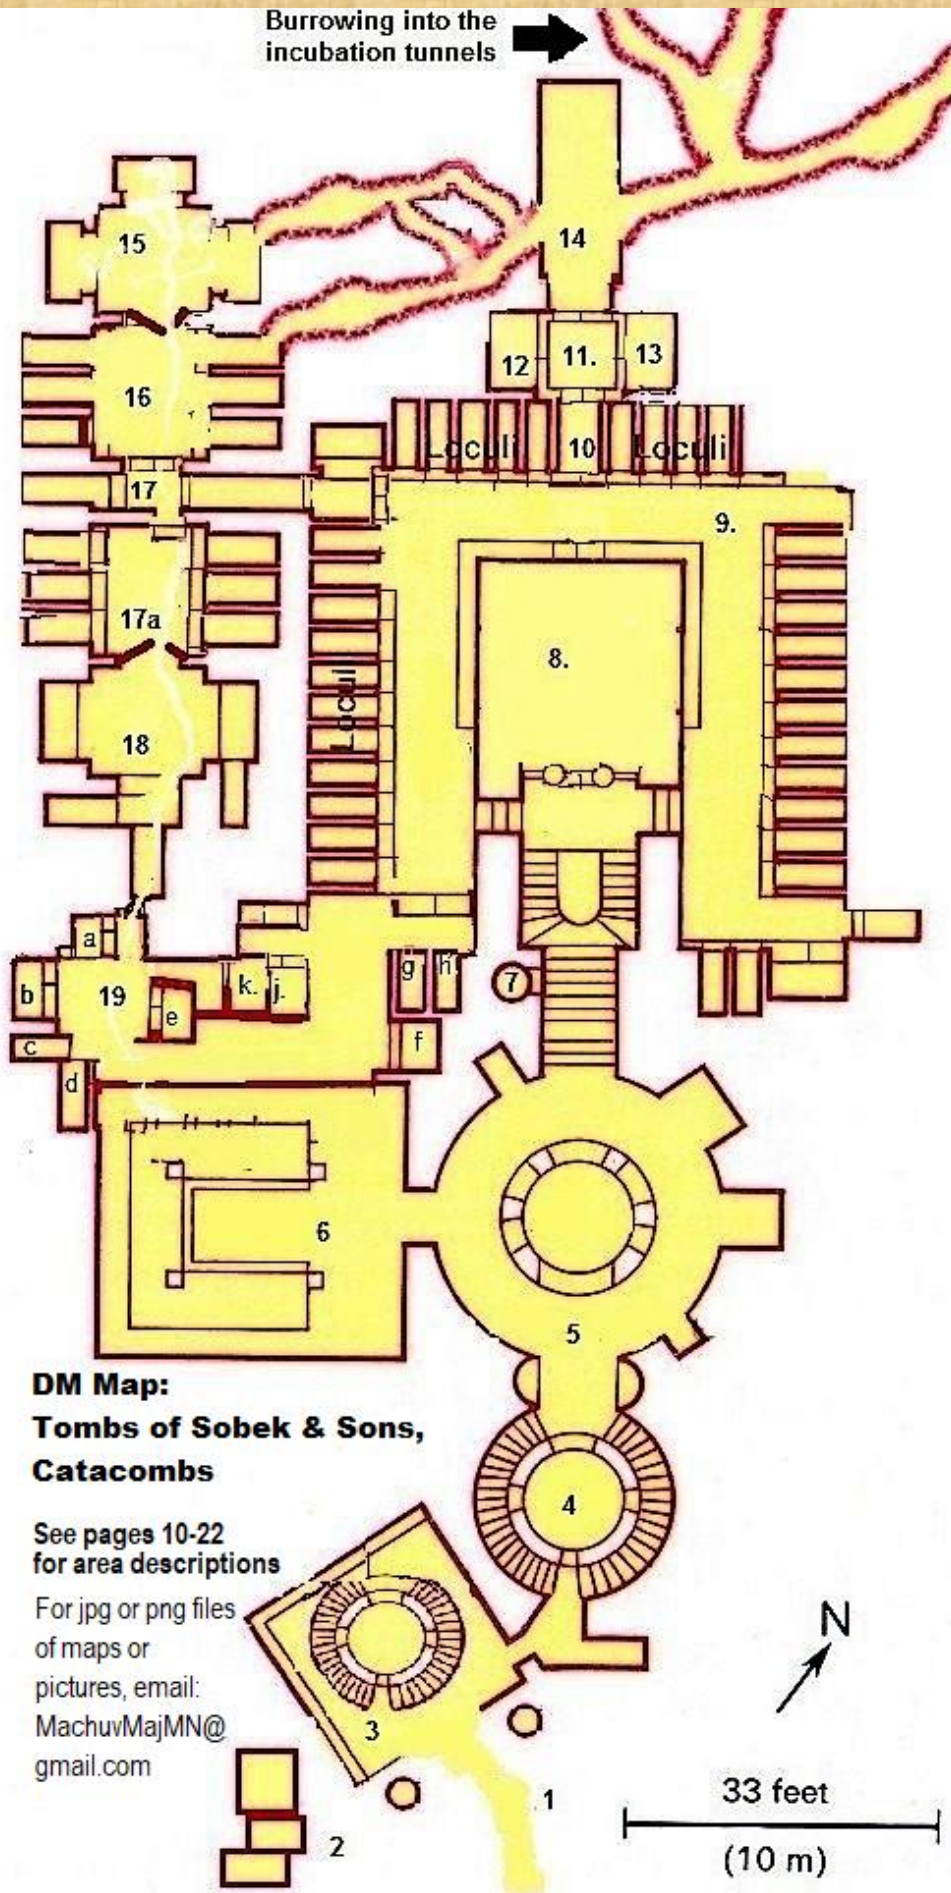 Burrowing into the
incubation tunnels
14
15
12
11.
13
16
Loculi
10
Loculi
17
9.
17a
8.
Loculi
18
a
b
19
k.
j.
g
h
7
e
c
f
d
6
5
DM Map:
Tombs of Sobek & Sons,
Catacombs
4
See pages 10-22
for area descriptions
For jpg or png files
of maps or
pictures, email:
MachuvMajMN@
gmail.com
N
3
1
33 feet
2
(10 m)